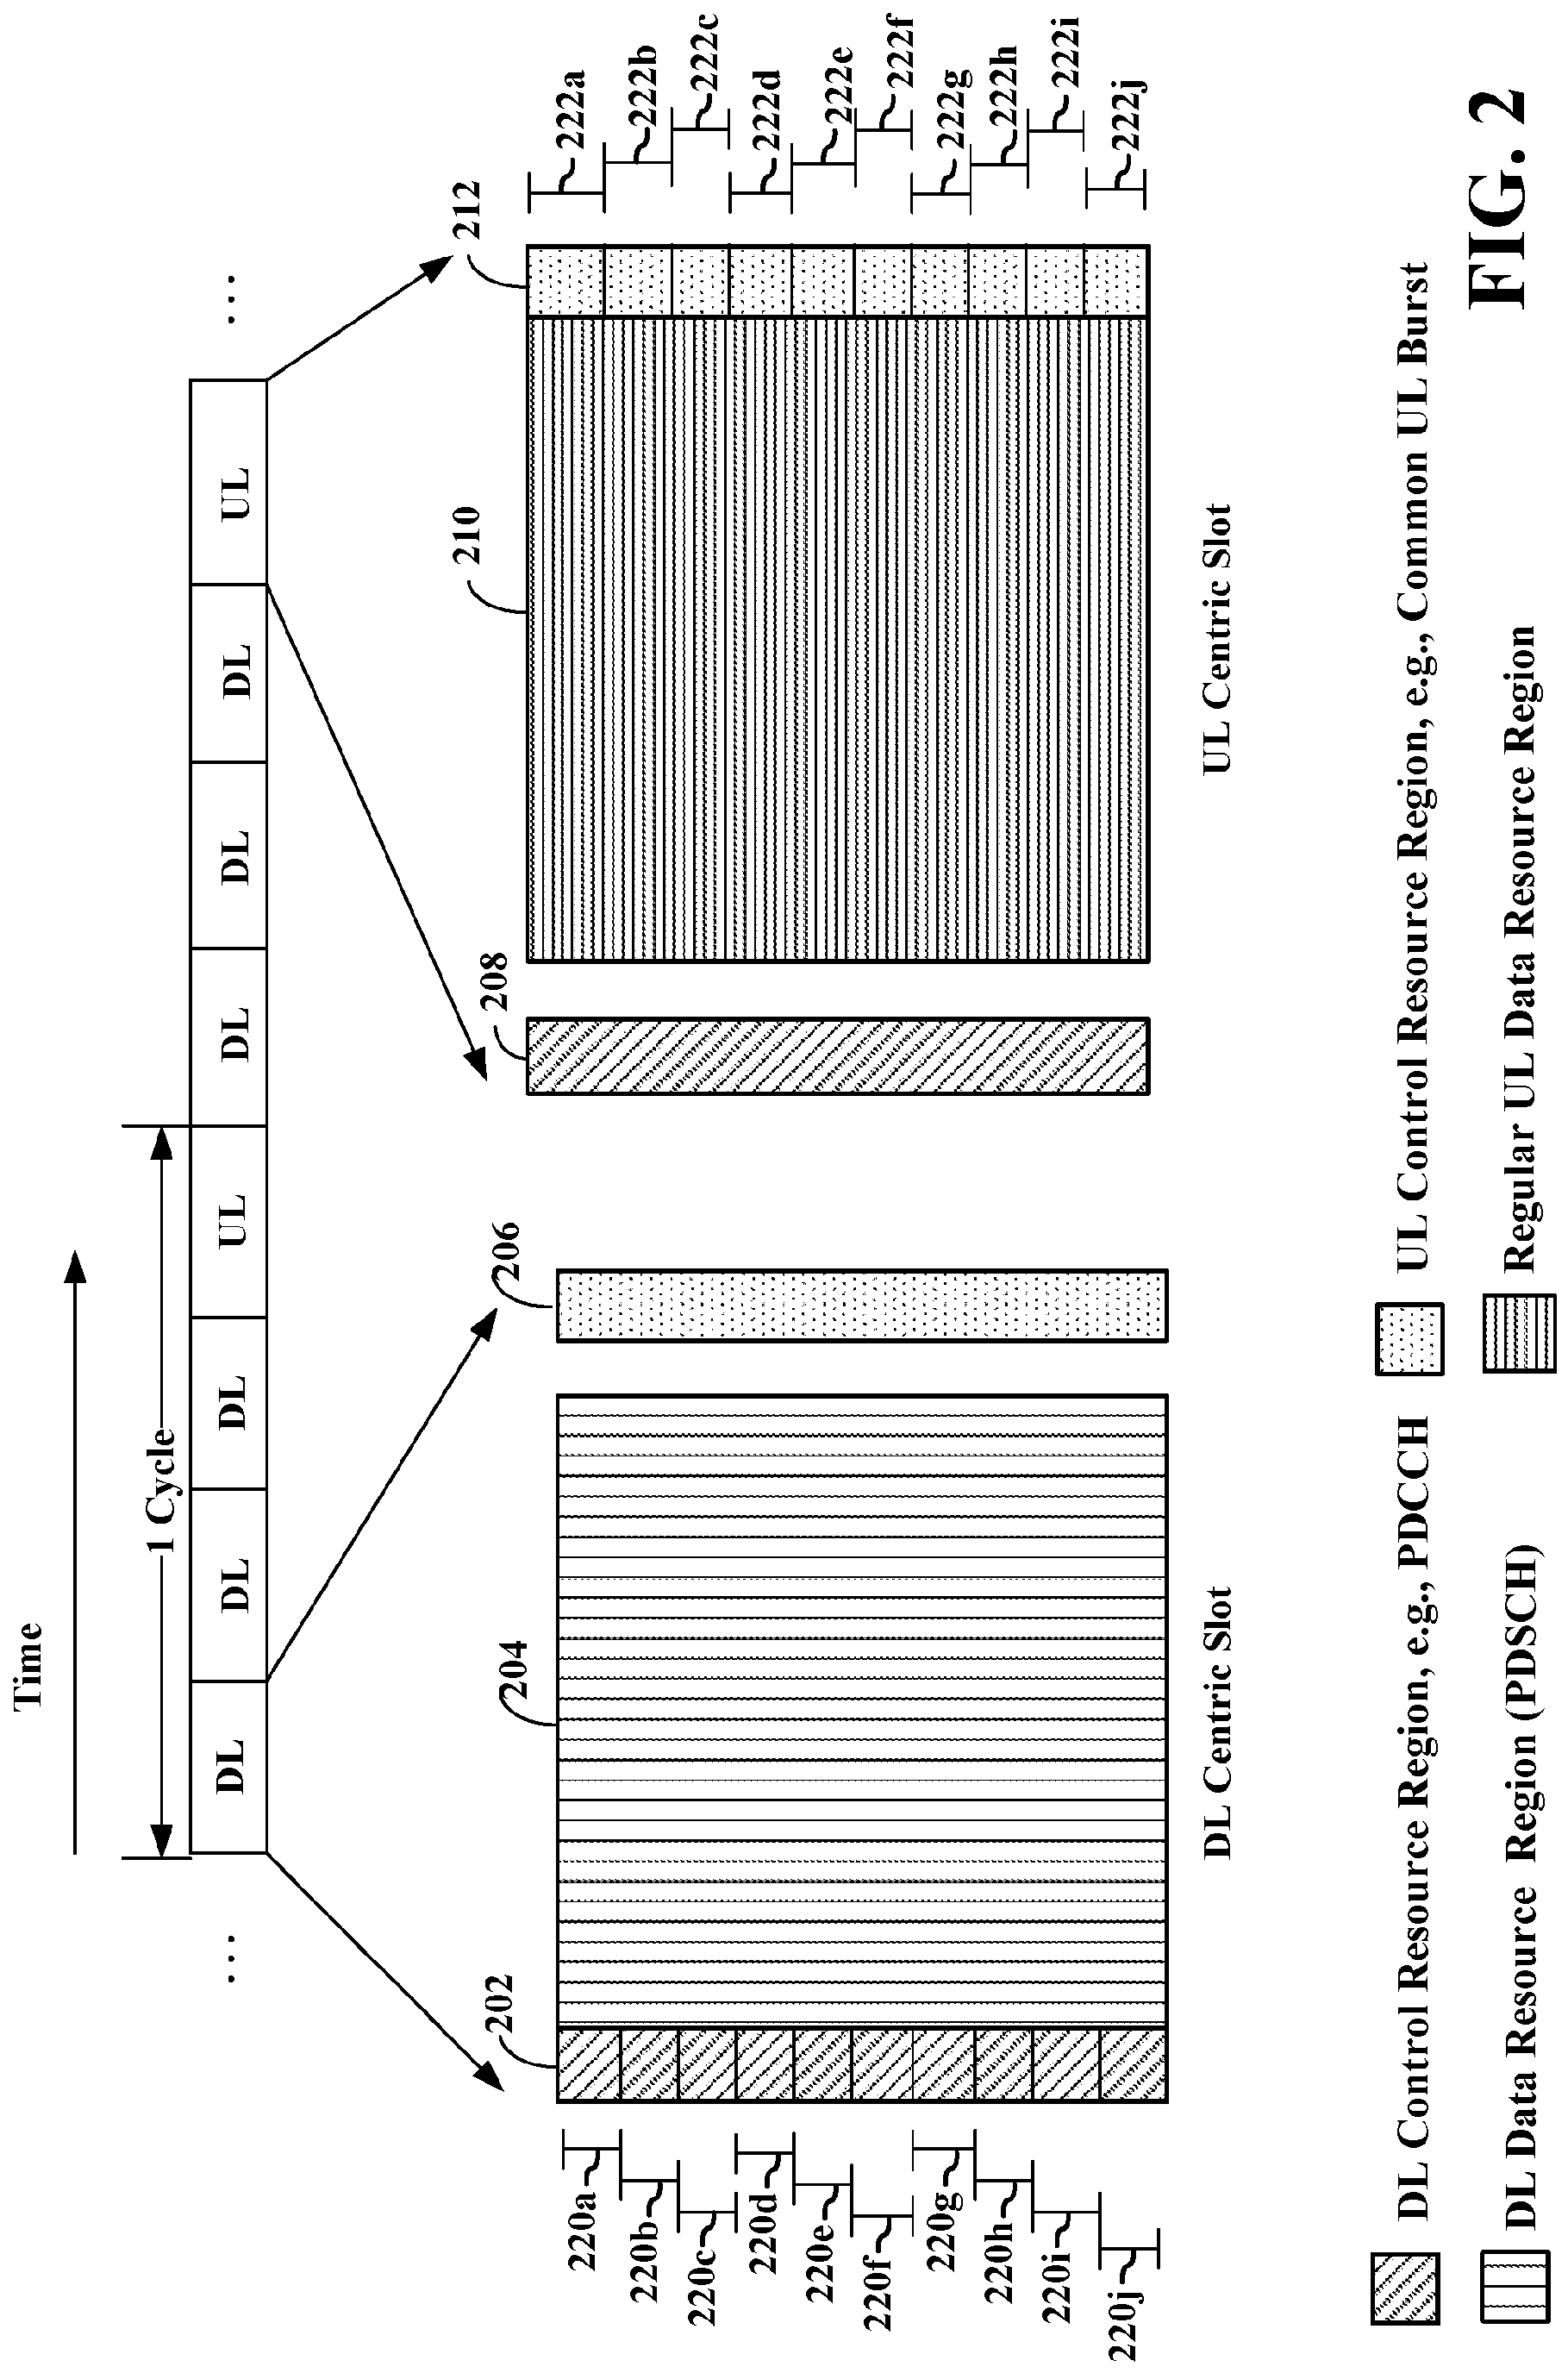 Time
1 Cycle
... DL DL DL UL DL DL DL UL ...
202
204
206
208
210
212
220a
220b
220c
220d
220e
220f
220g
220h
220i
220j
222a
222b
222c
222d
222e
222f
222g
222h
222i
222j
DL Centric Slot
UL Centric Slot
DL Control Resource Region, e.g., PDCCH
UL Control Resource Region, e.g., Common UL Burst
DL Data Resource Region (PDSCH)
Regular UL Data Resource Region
FIG. 2